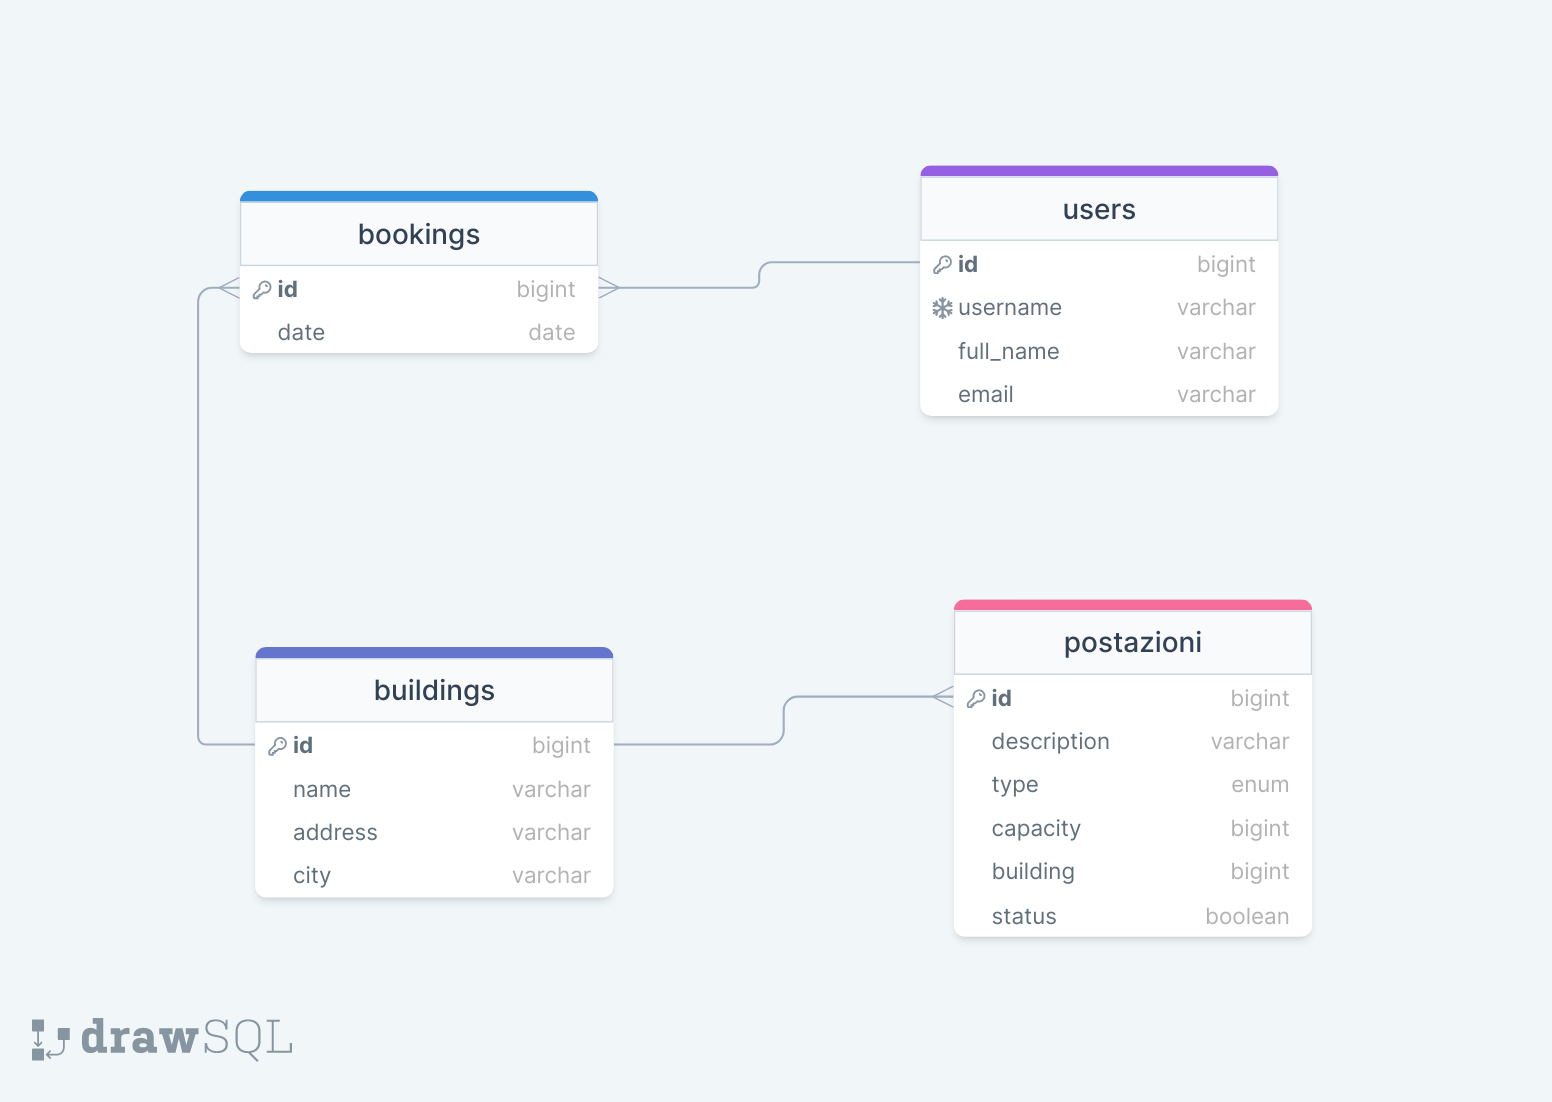 bookings
id bigint
date date
users
id bigint
username varchar
full_name varchar
email varchar
buildings
id bigint
name varchar
address varchar
city varchar
postazioni
id bigint
description varchar
type enum
capacity bigint
building bigint
status boolean
drawSQL